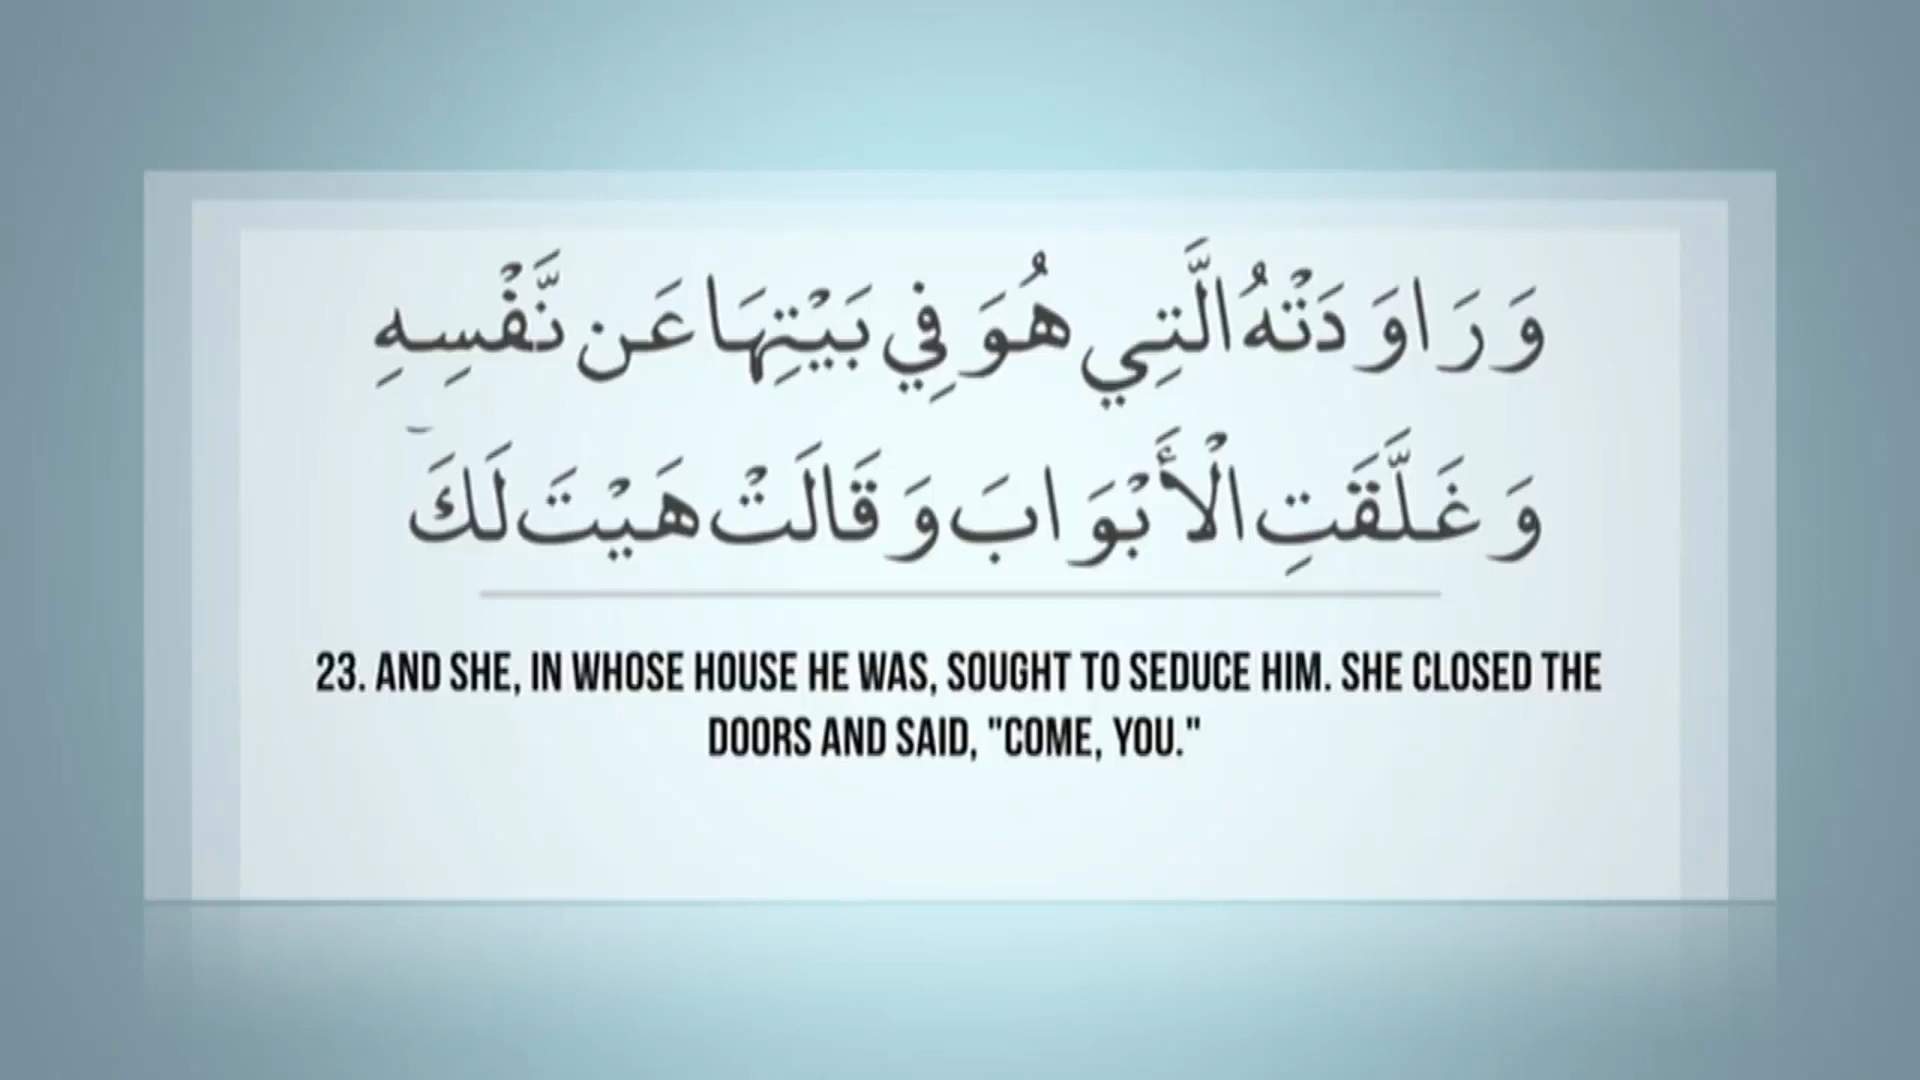 وَرَاوَدَتْهُ الَّتِي هُوَ فِي بَيْتِهَا عَن نَّفْسِهِ
وَغَلَّقَتِ الْأَبْوَابَ وَقَالَتْ هَيْتَ لَكَ ۚ
23. AND SHE, IN WHOSE HOUSE HE WAS, SOUGHT TO SEDUCE HIM. SHE CLOSED THE
DOORS AND SAID, "COME, YOU."